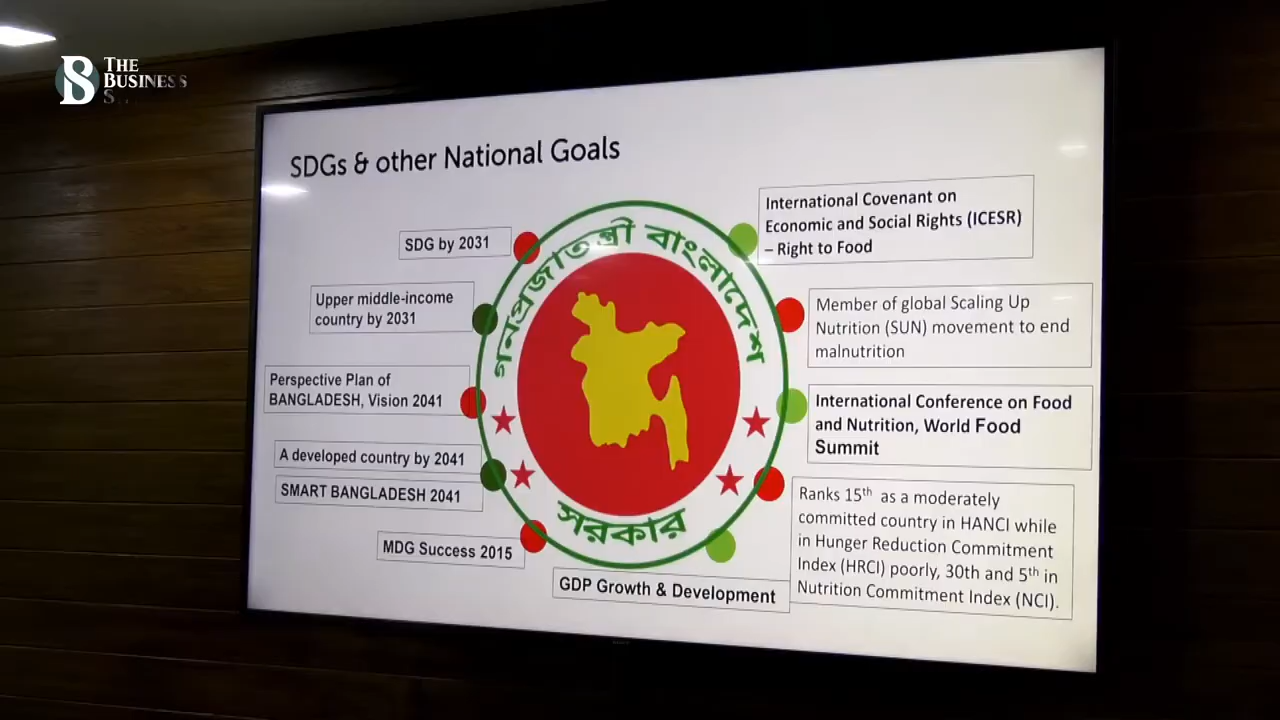 THE
BUSINESS
SDGs & other National Goals
গনপ্রজাতন্ত্রী বাংলাদেশ
সরকার
SDG by 2031
Upper middle-income
country by 2031
Perspective Plan of
BANGLADESH, Vision 2041
A developed country by 2041
SMART BANGLADESH 2041
MDG Success 2015
GDP Growth & Development
International Covenant on
Economic and Social Rights (ICESR)
– Right to Food
Member of global Scaling Up
Nutrition (SUN) movement to end
malnutrition
International Conference on Food
and Nutrition, World Food
Summit
Ranks 15th as a moderately
committed country in HANCI while
in Hunger Reduction Commitment
Index (HRCI) poorly, 30th and 5th in
Nutrition Commitment Index (NCI).